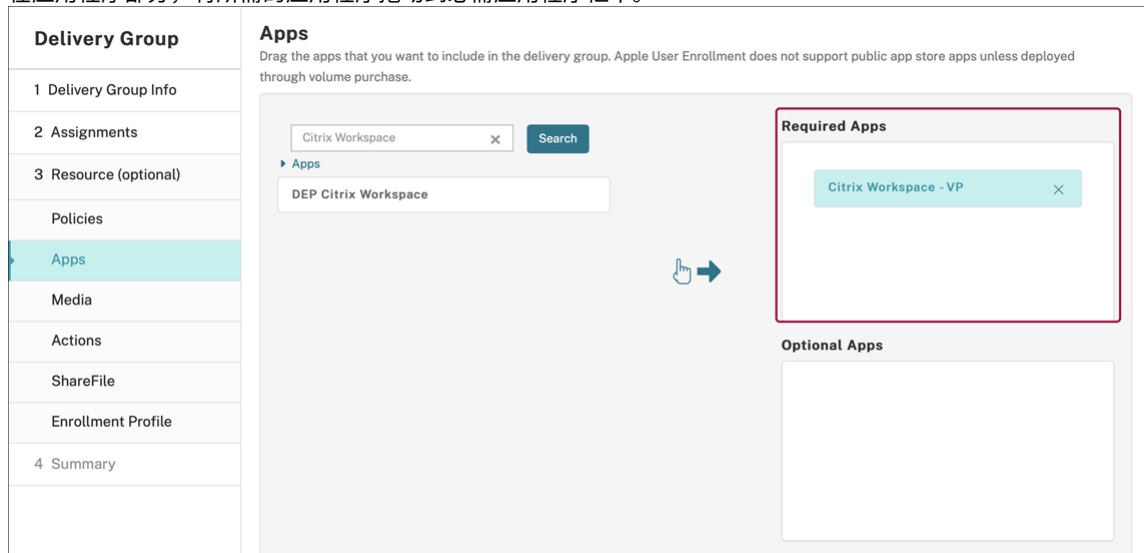 Delivery Group
1 Delivery Group Info
2 Assignments
3 Resource (optional)
Policies
Apps
Media
Actions
ShareFile
Enrollment Profile
4 Summary
Apps
Drag the apps that you want to include in the delivery group. Apple User Enrollment does not support public app store apps unless deployed
through volume purchase.
Citrix Workspace
Search
Apps
DEP Citrix Workspace
Required Apps
Citrix Workspace - VP
Optional Apps